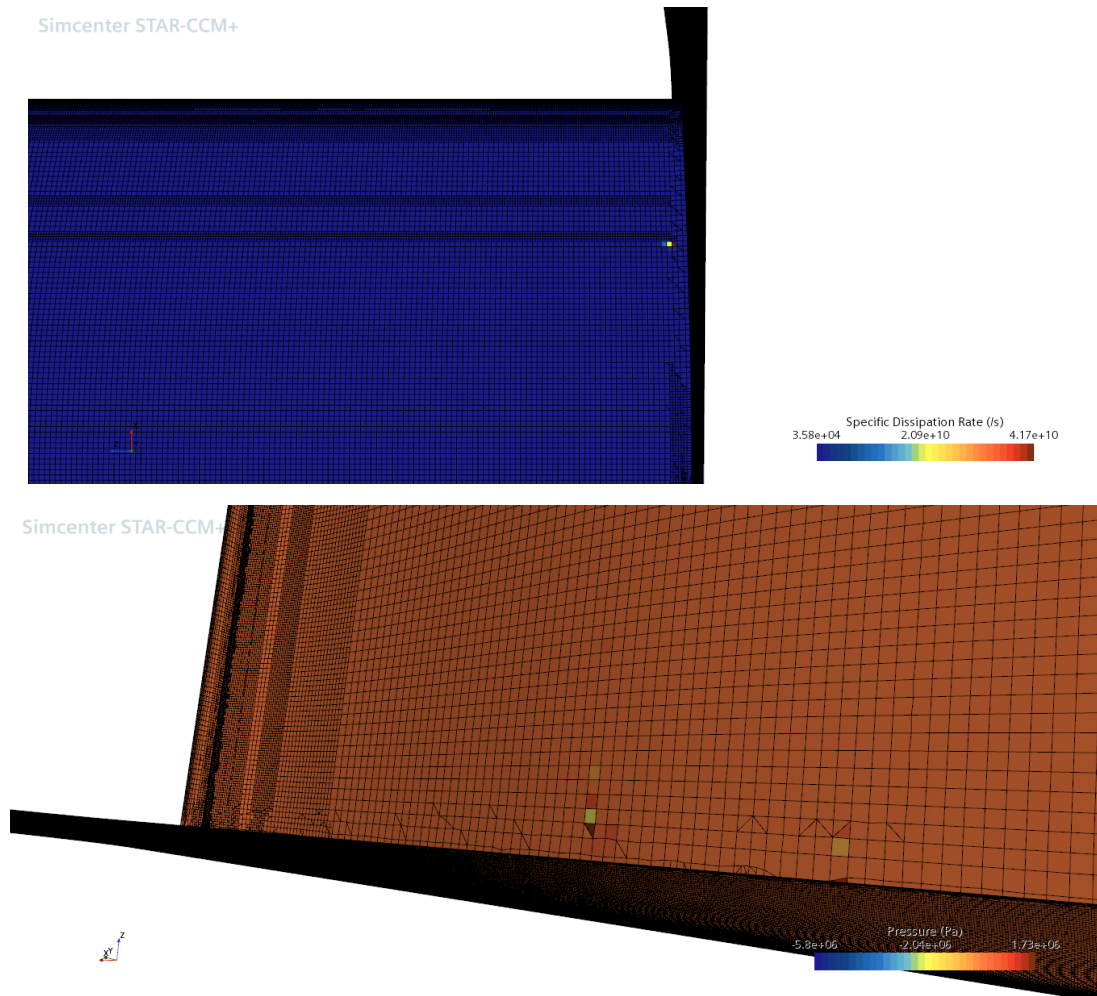 Simcenter STAR-CCM+
Specific Dissipation Rate (/s)
3.58e+04 2.09e+10 4.17e+10
Simcenter STAR-CCM+
Z
Y
Pressure (Pa)
-5.8e+06 -2.04e+06 1.73e+06